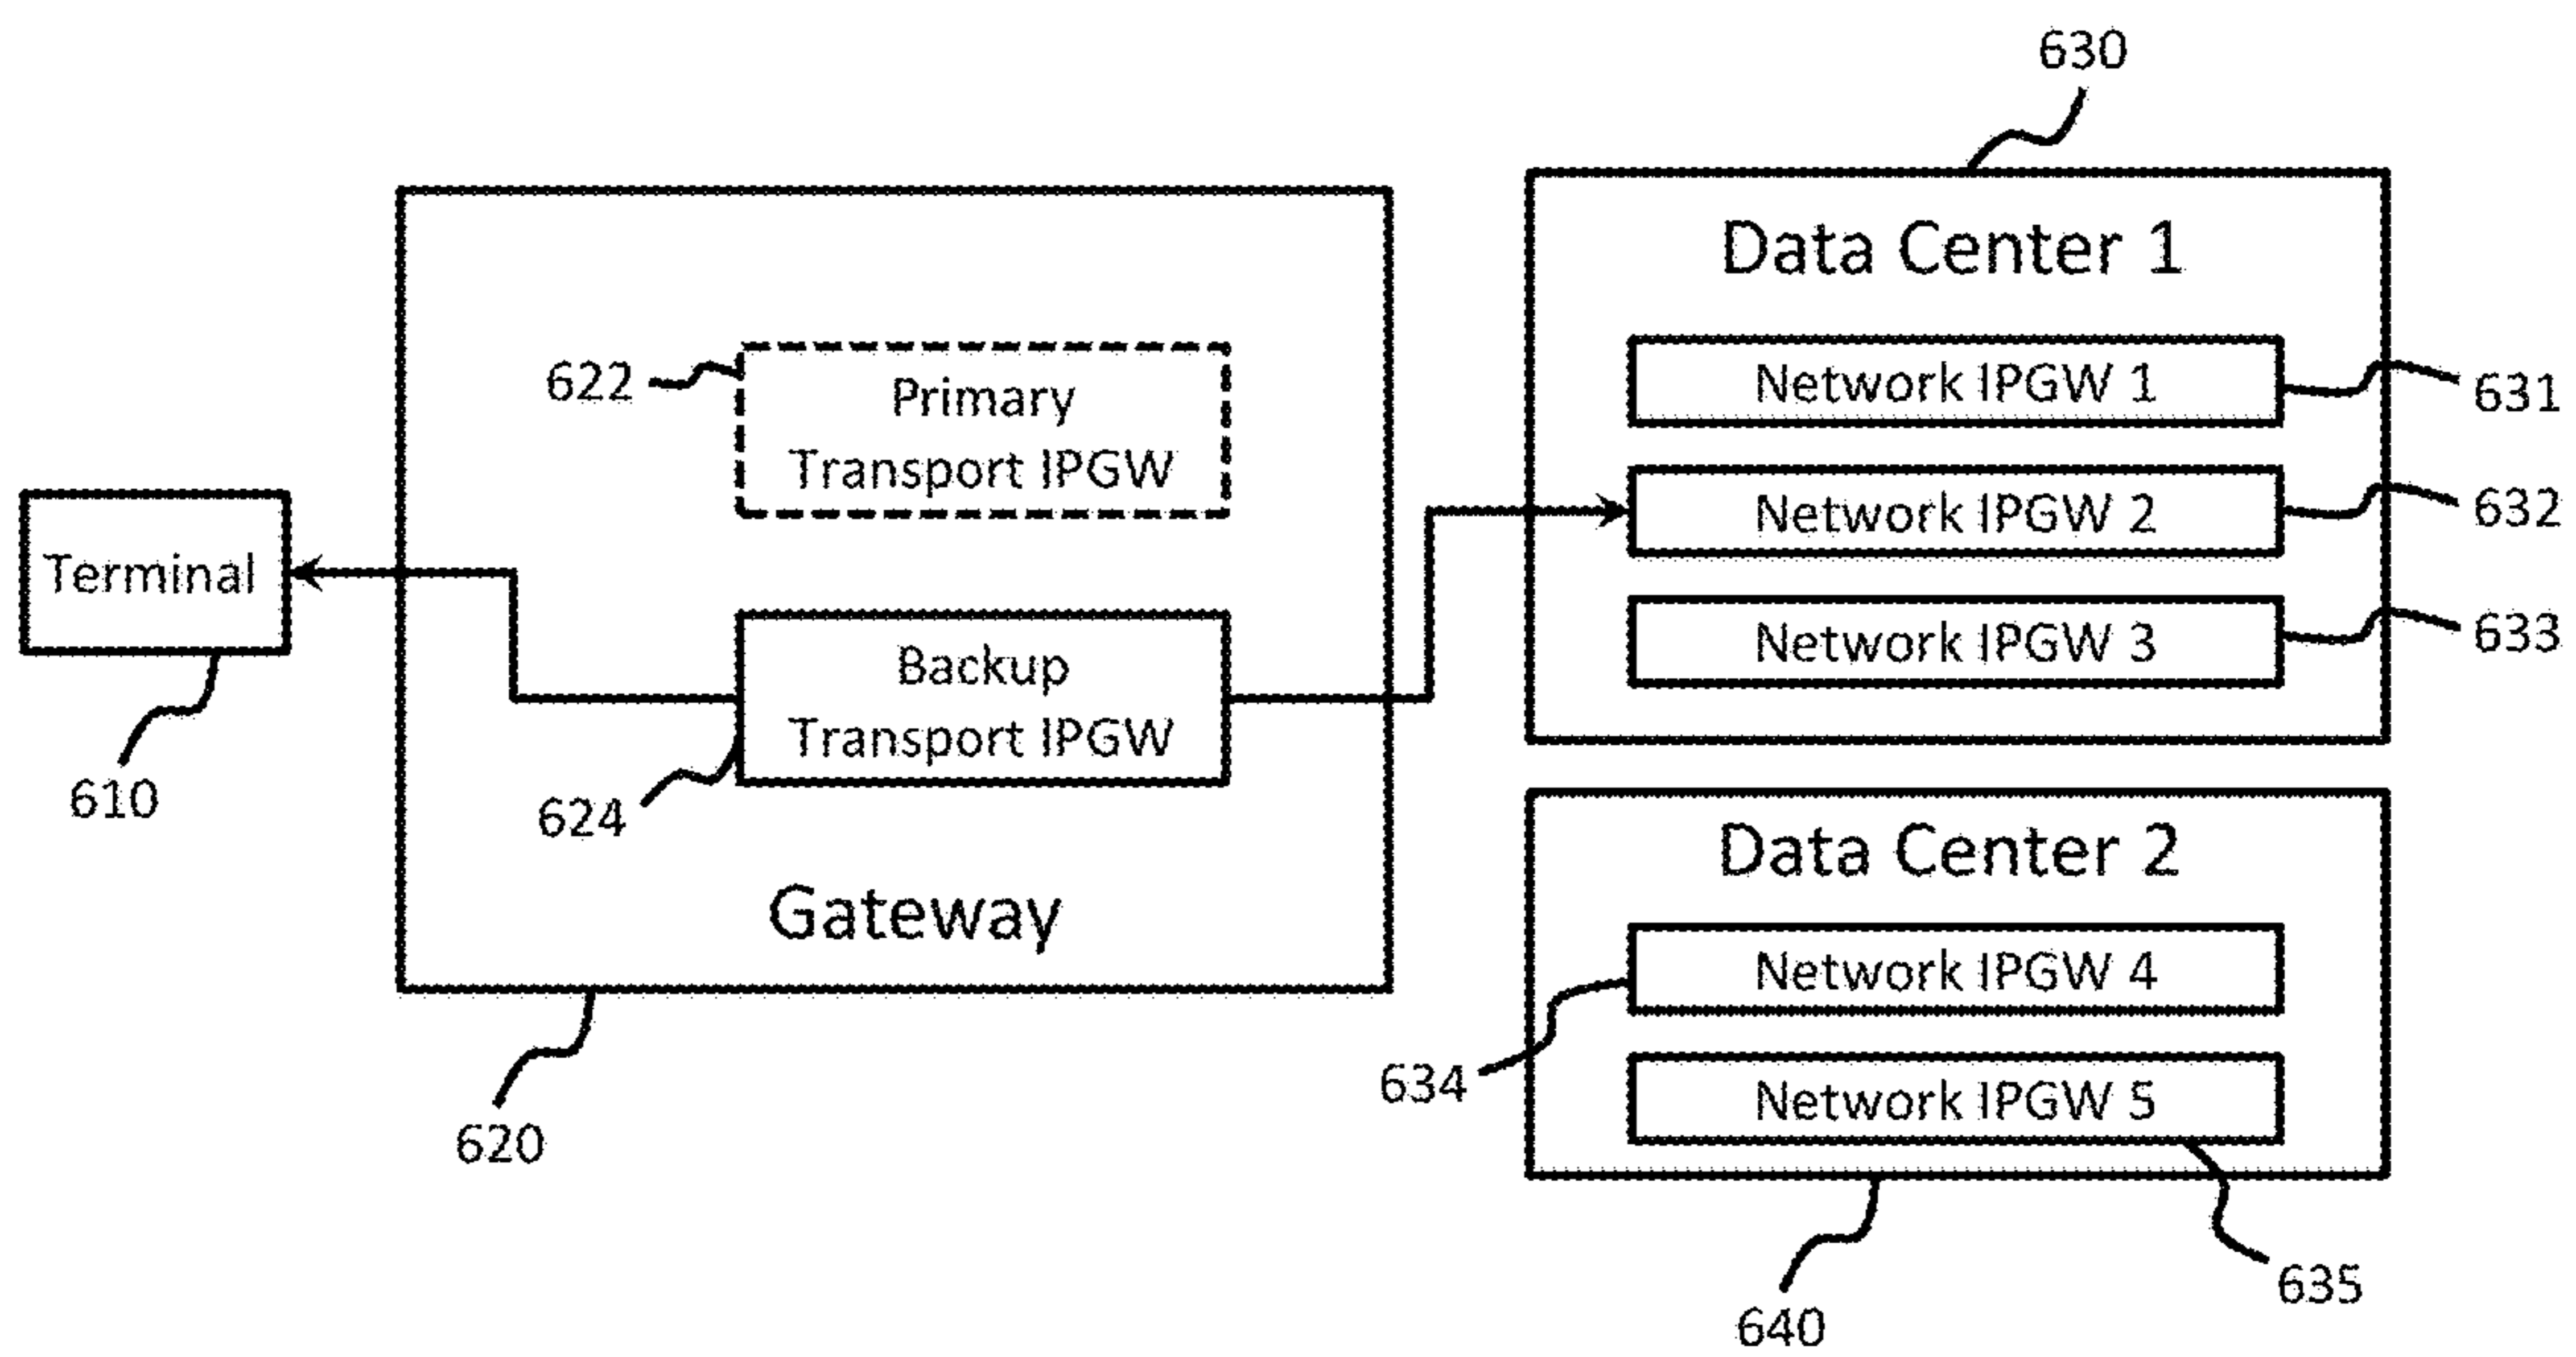 630
Data Center 1
Network IPGW 1
631
Network IPGW 2
632
Network IPGW 3
633
622
Primary
Transport IPGW
Terminal
610
Backup
Transport IPGW
624
Gateway
620
Data Center 2
Network IPGW 4
634
Network IPGW 5
635
640